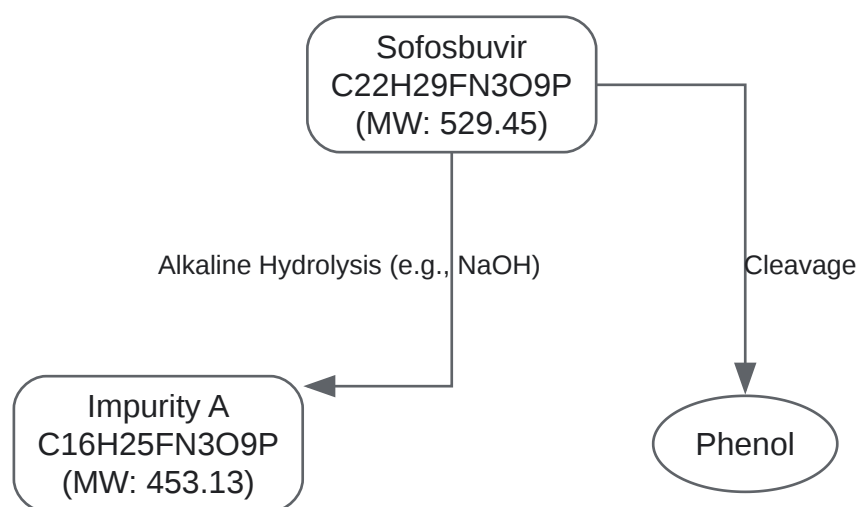 Sofosbuvir
C22H29FN3O9P
(MW: 529.45)
Alkaline Hydrolysis (e.g., NaOH)
Cleavage
Impurity A
C16H25FN3O9P
(MW: 453.13)
Phenol